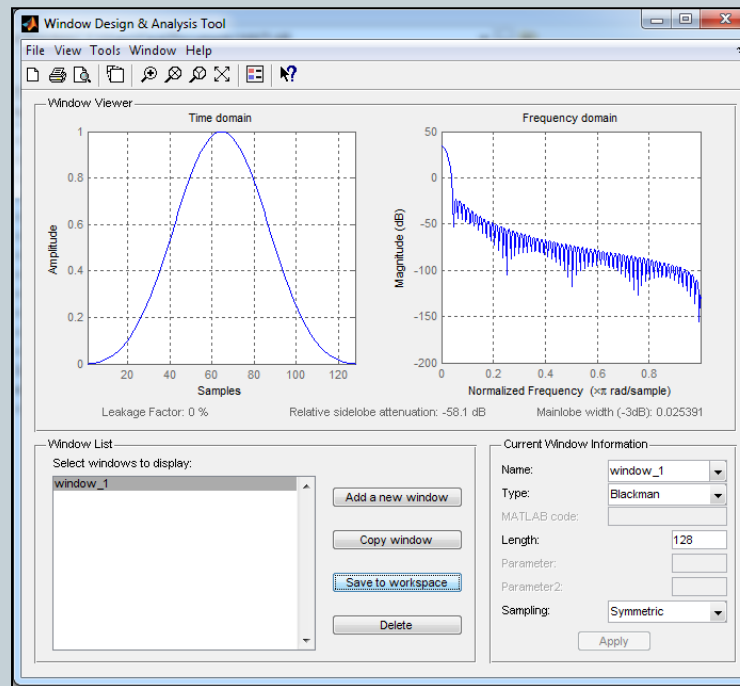 Window Design & Analysis Tool
File View Tools Window Help
Window Viewer
Time domain
Frequency domain
1
0.8
0.6
0.4
0.2
0
Amplitude
20 40 60 80 100 120
Samples
50
0
-50
-100
-150
-200
Magnitude (dB)
0 0.2 0.4 0.6 0.8
Normalized Frequency (×π rad/sample)
Leakage Factor: 0 % Relative sidelobe attenuation: -58.1 dB Mainlobe width (-3dB): 0.025391
Window List
Select windows to display:
window_1
Add a new window
Copy window
Save to workspace
Delete
Current Window Information
Name: window_1
Type: Blackman
MATLAB code:
Length: 128
Parameter:
Parameter2:
Sampling: Symmetric
Apply